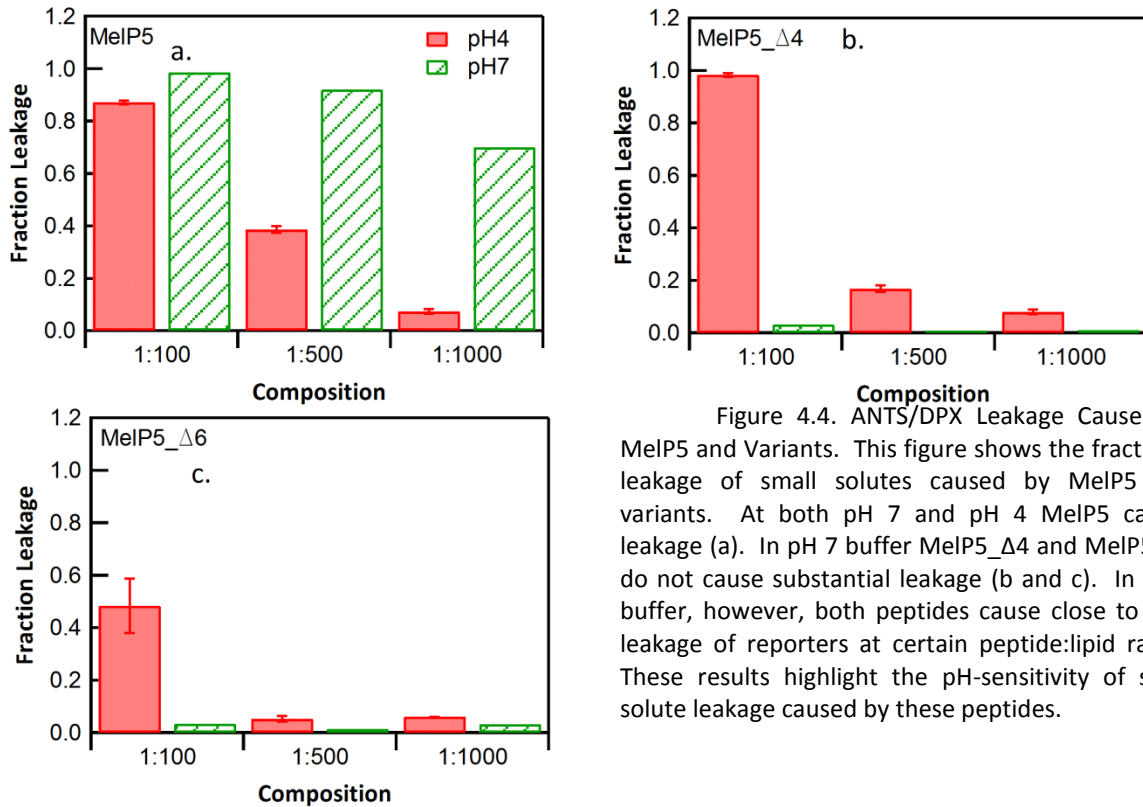 1.2
1.0
0.8
0.6
0.4
0.2
0.0
Fraction Leakage
MelP5
a.
pH4
pH7
1:100 1:500 1:1000
Composition
1.2
1.0
0.8
0.6
0.4
0.2
0.0
Fraction Leakage
MelP5_Δ4
b.
1:100 1:500 1:1000
Composition
1.2
1.0
0.8
0.6
0.4
0.2
0.0
Fraction Leakage
MelP5_Δ6
c.
1:100 1:500 1:1000
Composition
Figure 4.4. ANTS/DPX Leakage Cause
MelP5 and Variants. This figure shows the fract
leakage of small solutes caused by MelP5
variants. At both pH 7 and pH 4 MelP5 ca
leakage (a). In pH 7 buffer MelP5_Δ4 and MelP5
do not cause substantial leakage (b and c). In
buffer, however, both peptides cause close to
leakage of reporters at certain peptide:lipid ra
These results highlight the pH-sensitivity of s
solute leakage caused by these peptides.